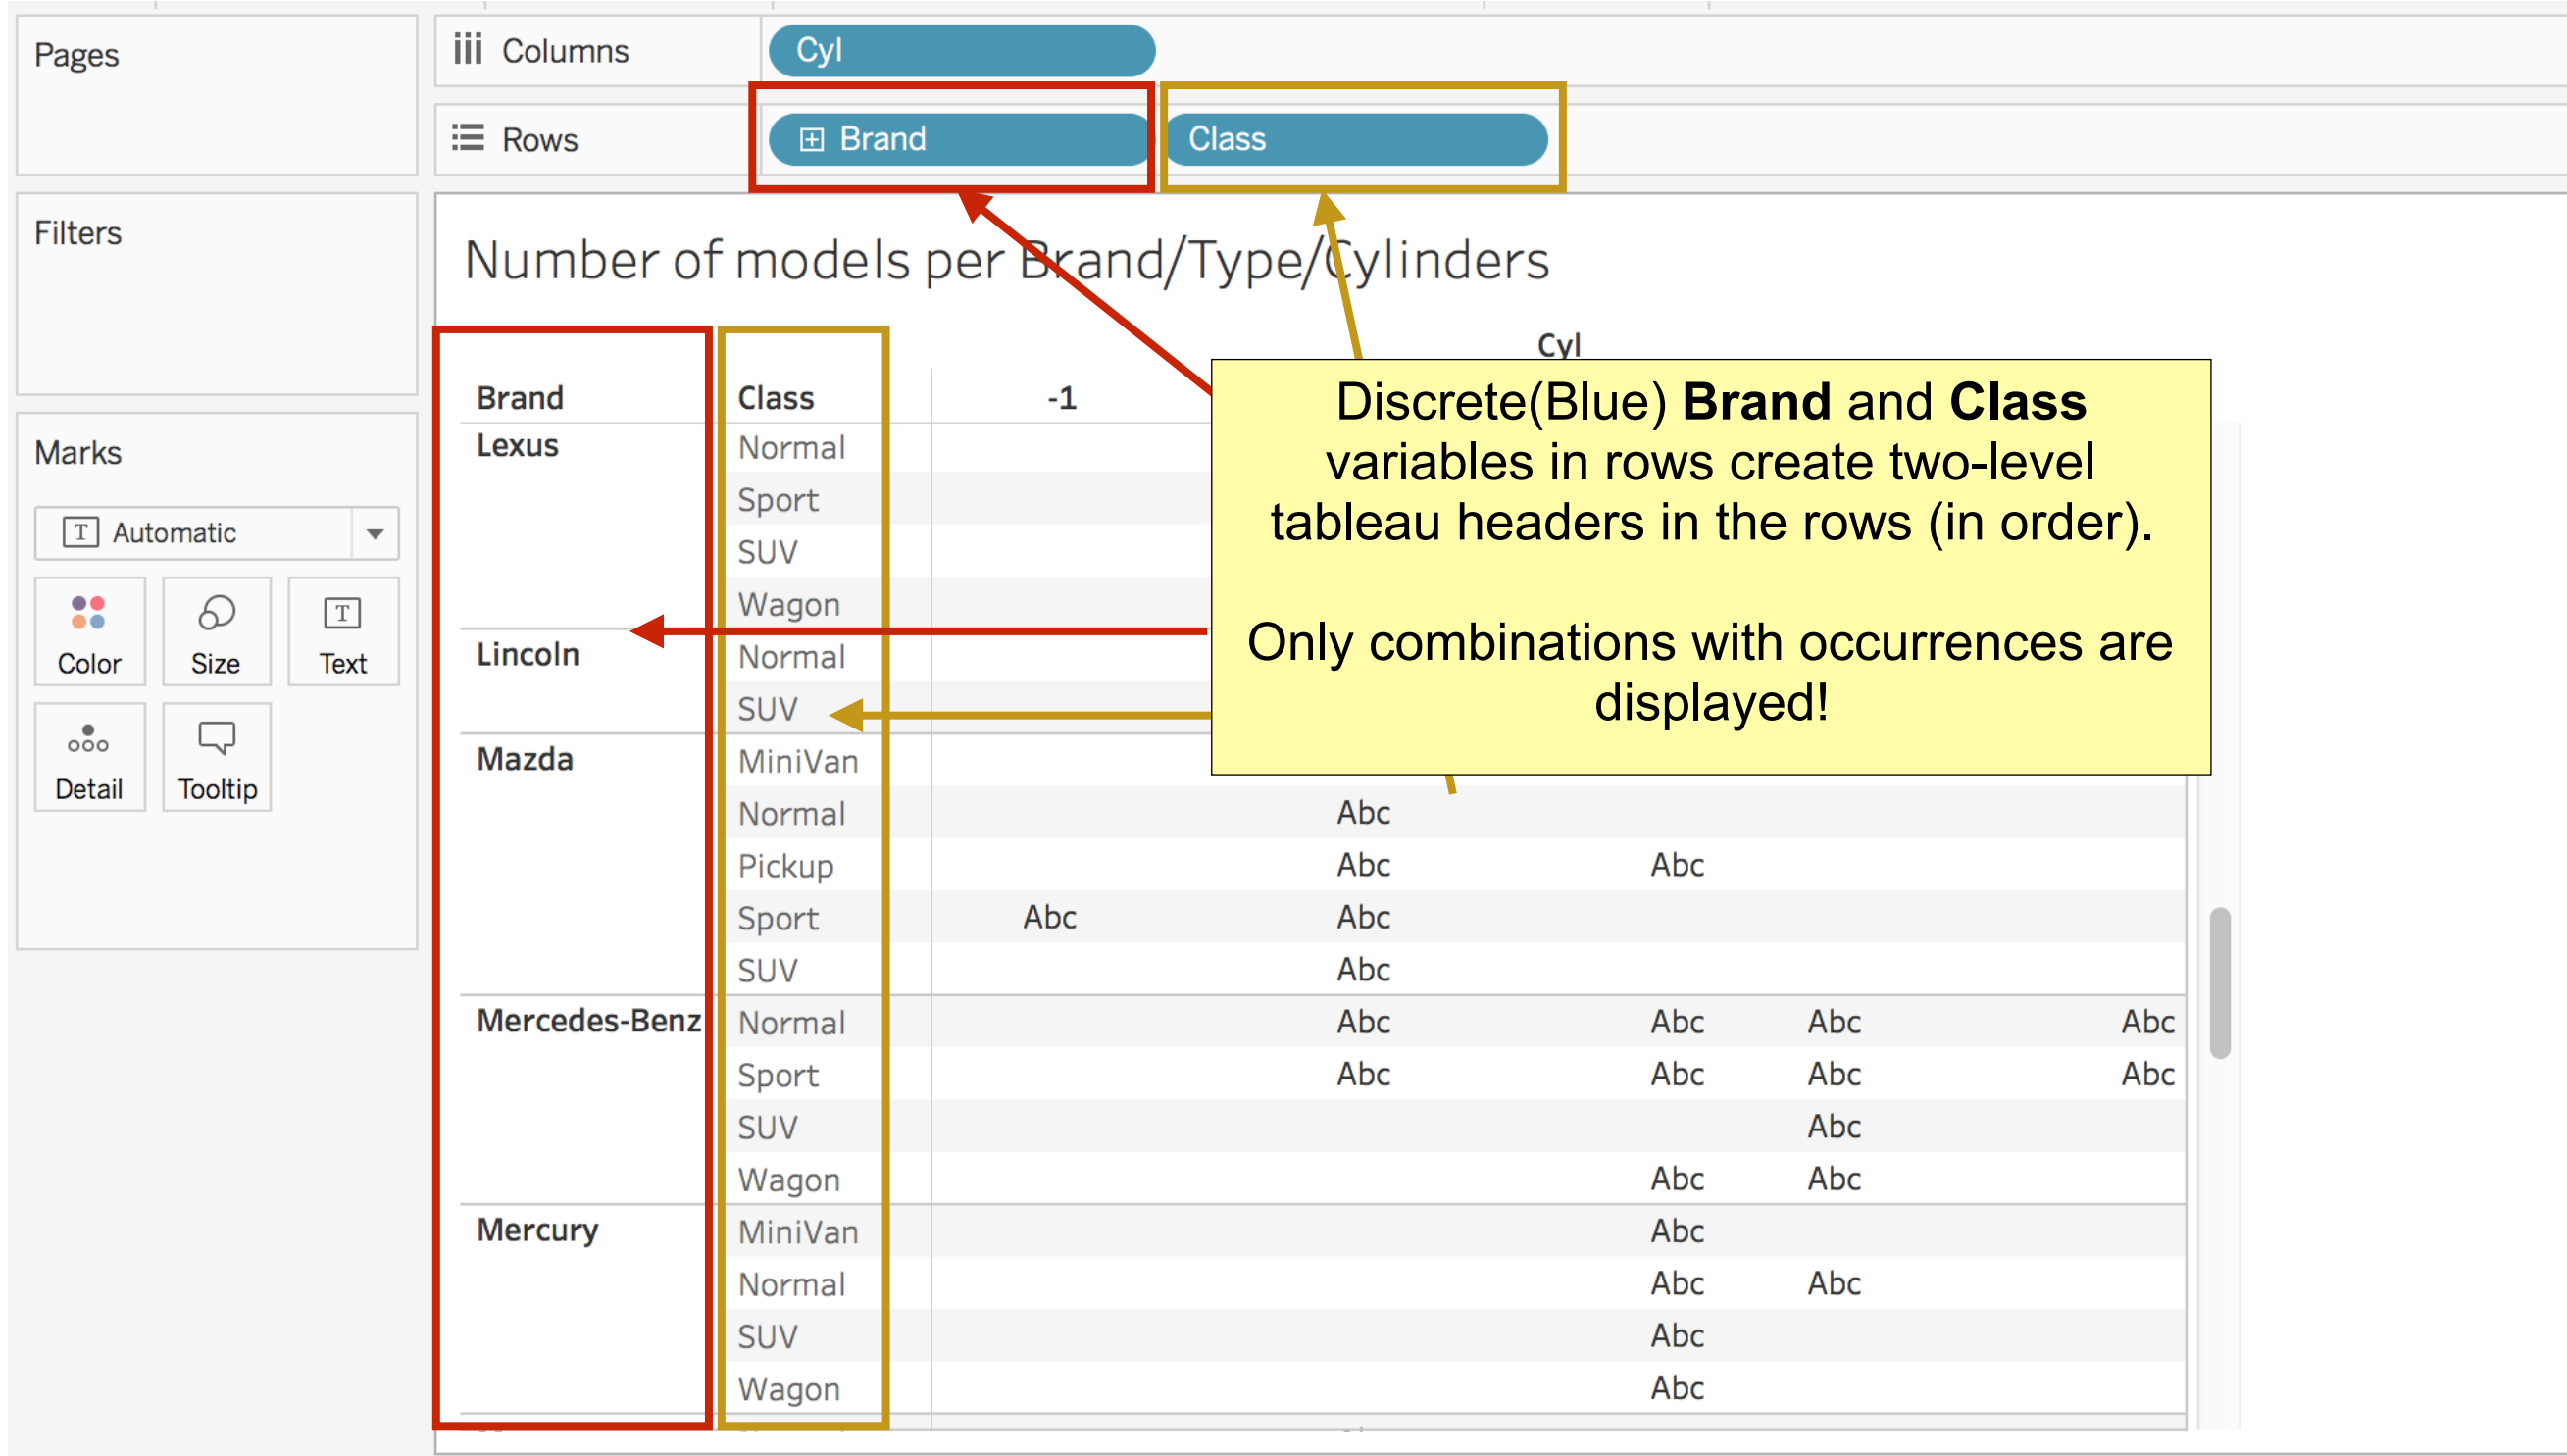 Pages
Columns
Cyl
Rows
Brand
Class
Filters
Number of models per Brand/Type/Cylinders
Cyl
Brand Class -1
Discrete(Blue) Brand and Class
variables in rows create two-level
tableau headers in the rows (in order).
Only combinations with occurrences are
displayed!
Marks
T Automatic
Color Size T Text
Detail Tooltip
Lexus Normal
Sport
SUV
Wagon
Lincoln Normal
SUV
Mazda MiniVan
Normal Abc
Pickup Abc Abc
Sport Abc Abc
SUV Abc
Mercedes-Benz Normal Abc Abc Abc Abc
Sport Abc Abc Abc Abc
SUV Abc
Wagon Abc Abc
Mercury MiniVan Abc
Normal Abc Abc
SUV Abc
Wagon Abc